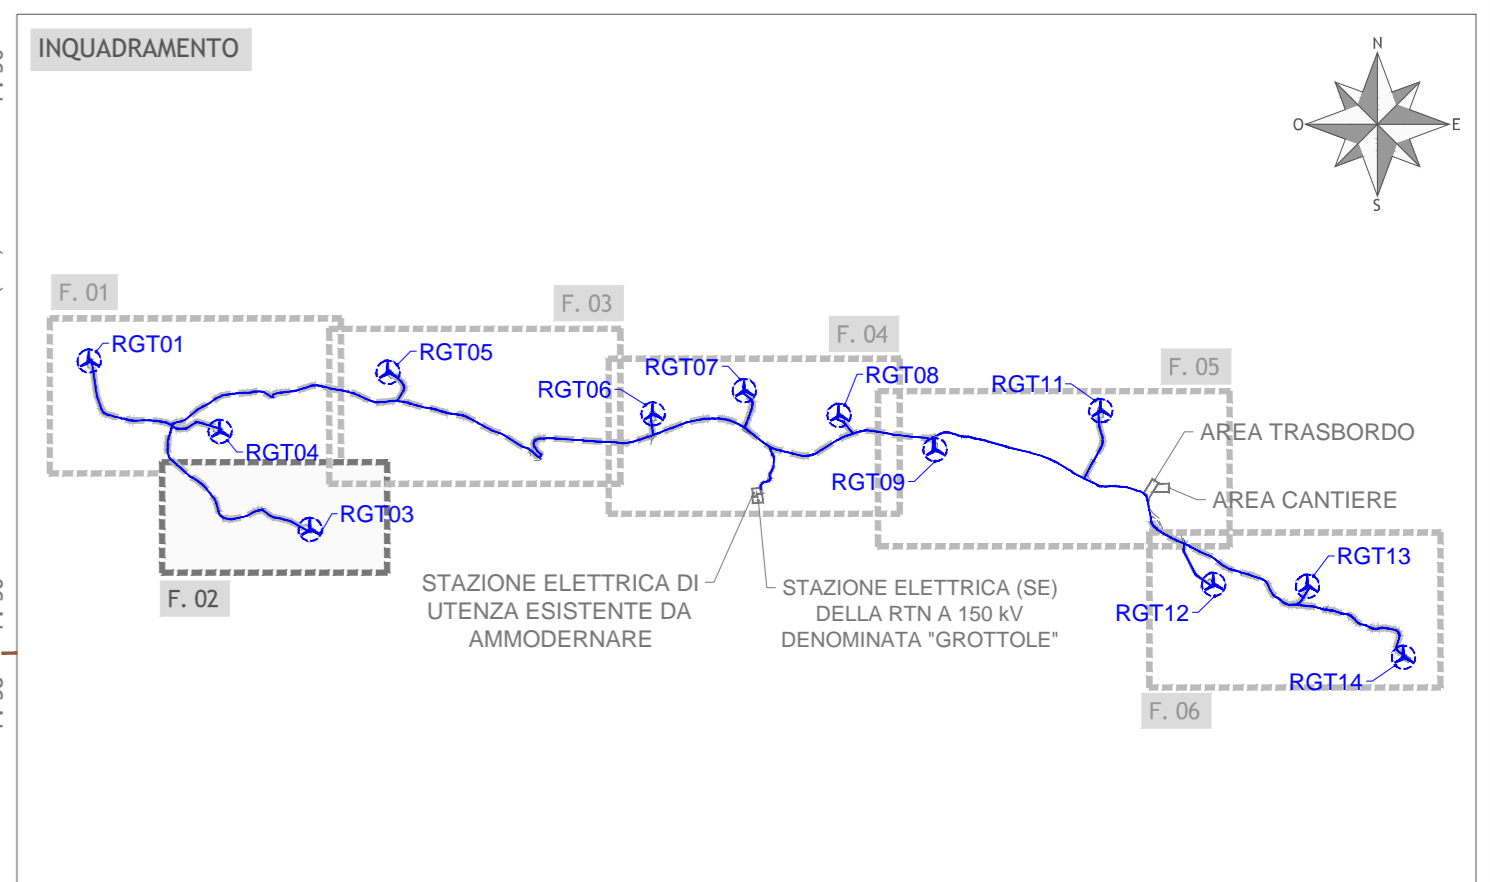 INQUADRAMENTO
N
O
E
S
F. 01
F. 03
F. 04
F. 05
RGT01
RGT05
RGT06
RGT07
RGT08
RGT11
RGT04
RGT03
RGT09
AREA TRASBORDO
AREA CANTIERE
F. 02
STAZIONE ELETTRICA DI
UTENZA ESISTENTE DA
AMMODERNARE
STAZIONE ELETTRICA (SE)
DELLA RTN A 150 kV
DENOMINATA "GROTTOLE"
RGT13
RGT12
RGT14
F. 06